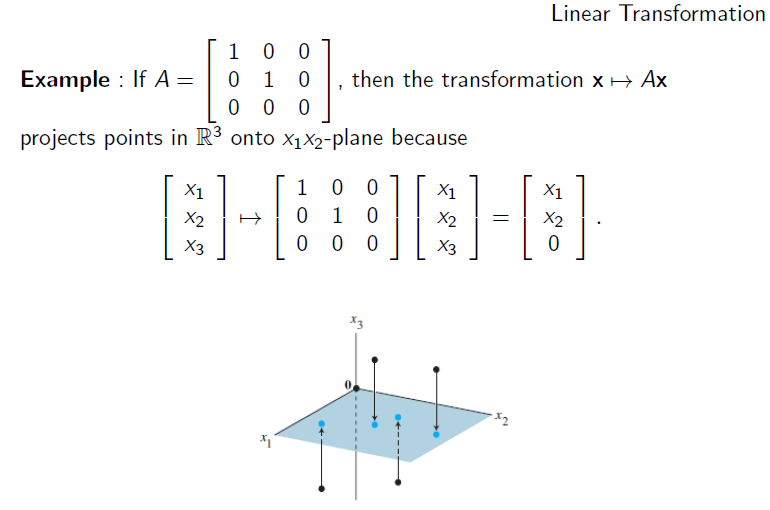 Linear Transformation
Example : If A = [ 1 0 0
0 1 0
0 0 0 ] , then the transformation x ↦ Ax
projects points in ℝ³ onto x₁x₂-plane because
[ x₁
x₂
x₃ ] ↦ [ 1 0 0
0 1 0
0 0 0 ] [ x₁
x₂
x₃ ] = [ x₁
x₂
0 ] .
x₃
0
x₂
x₁